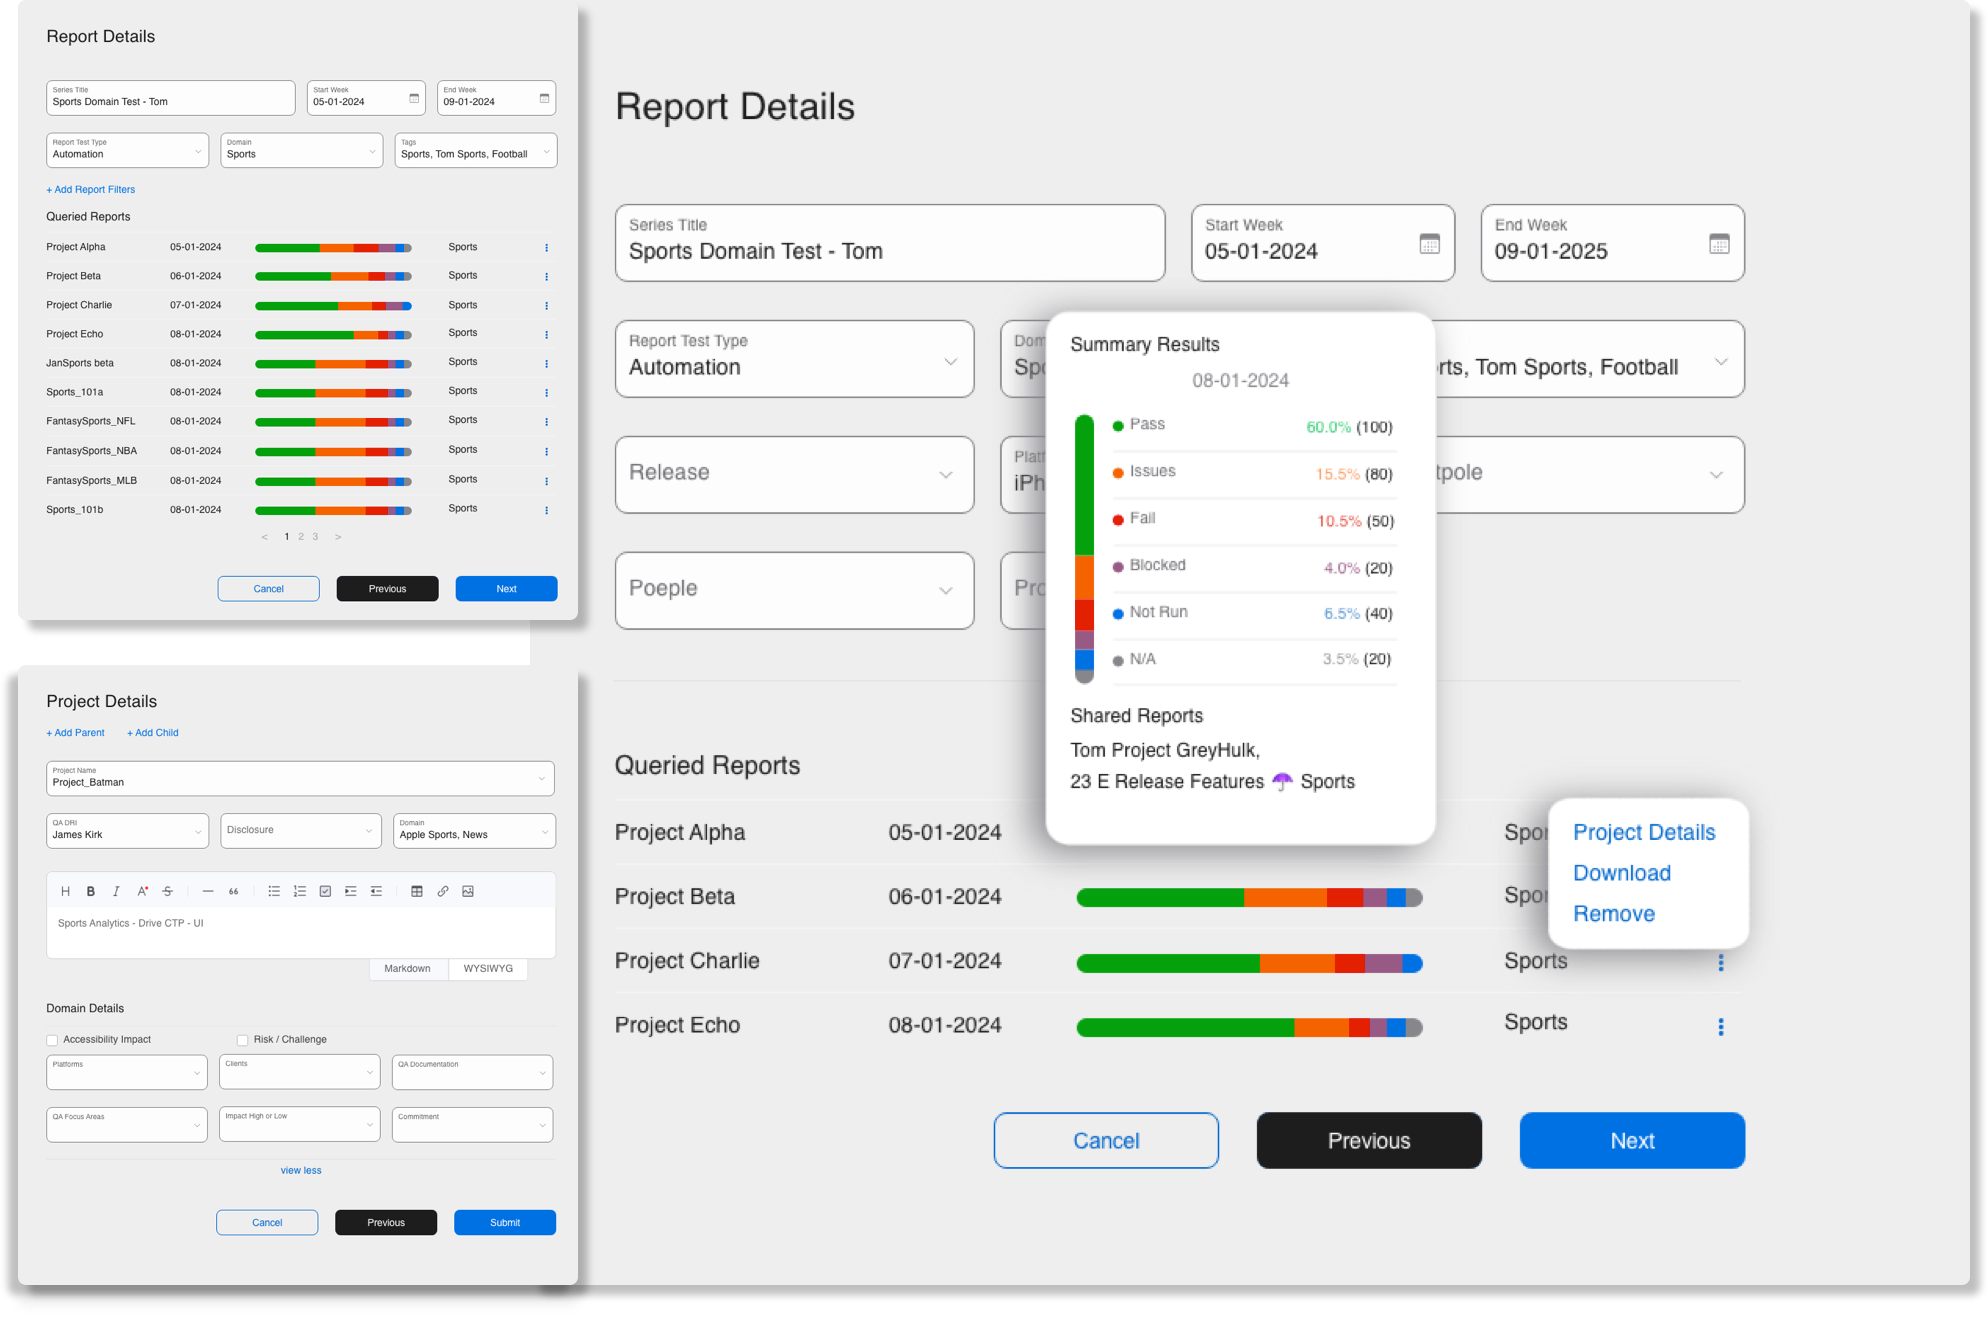 Report Details
Series Title
Sports Domain Test - Tom
Start Week
05-01-2024
End Week
09-01-2024
Report Test Type
Automation
Domain
Sports
Tags
Sports, Tom Sports, Football
+ Add Report Filters
Queried Reports
Project Alpha 05-01-2024 Sports
Project Beta 06-01-2024 Sports
Project Charlie 07-01-2024 Sports
Project Echo 08-01-2024 Sports
JanSports beta 08-01-2024 Sports
Sports_101a 08-01-2024 Sports
FantasySports_NFL 08-01-2024 Sports
FantasySports_NBA 08-01-2024 Sports
FantasySports_MLB 08-01-2024 Sports
Sports_101b 08-01-2024 Sports
< 1 2 3 >
Cancel Previous Next
Project Details
+ Add Parent + Add Child
Project Name
Project_Batman
QA DRI
James Kirk
Disclosure
Domain
Apple Sports, News
H B I A S — 66
Sports Analytics - Drive CTP - UI
Markdown WYSIWYG
Domain Details
Accessibility Impact Risk / Challenge
Platforms Clients QA Documentation
QA Focus Areas Impact High or Low Commitment
view less
Cancel Previous Submit
Report Details
Series Title
Sports Domain Test - Tom
Start Week
05-01-2024
End Week
09-01-2025
Report Test Type
Automation
Dom
Spo
rts, Tom Sports, Football
Release
Platf
iPh
tpole
Poeple
Pro
Summary Results
08-01-2024
Pass 60.0% (100)
Issues 15.5% (80)
Fail 10.5% (50)
Blocked 4.0% (20)
Not Run 6.5% (40)
N/A 3.5% (20)
Shared Reports
Tom Project GreyHulk,
23 E Release Features ☂ Sports
Queried Reports
Project Alpha 05-01-2024 Spor
Project Beta 06-01-2024 Spor
Project Charlie 07-01-2024 Sports
Project Echo 08-01-2024 Sports
Project Details
Download
Remove
Cancel Previous Next